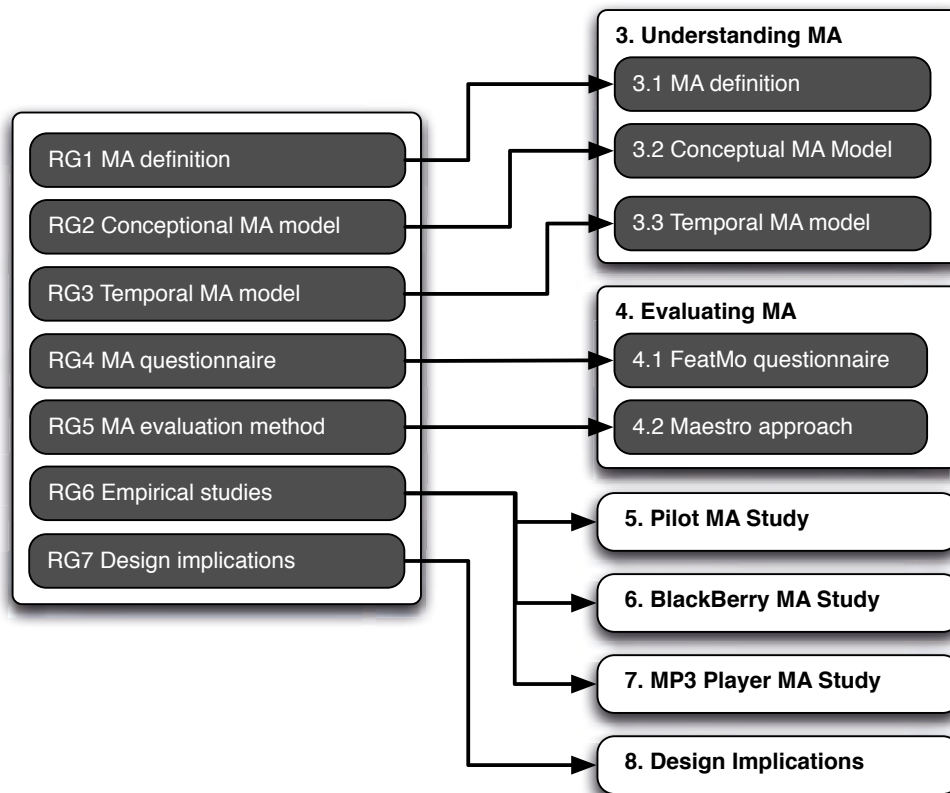 RG1 MA definition
RG2 Conceptional MA model
RG3 Temporal MA model
RG4 MA questionnaire
RG5 MA evaluation method
RG6 Empirical studies
RG7 Design implications
3. Understanding MA
3.1 MA definition
3.2 Conceptual MA Model
3.3 Temporal MA model
4. Evaluating MA
4.1 FeatMo questionnaire
4.2 Maestro approach
5. Pilot MA Study
6. BlackBerry MA Study
7. MP3 Player MA Study
8. Design Implications